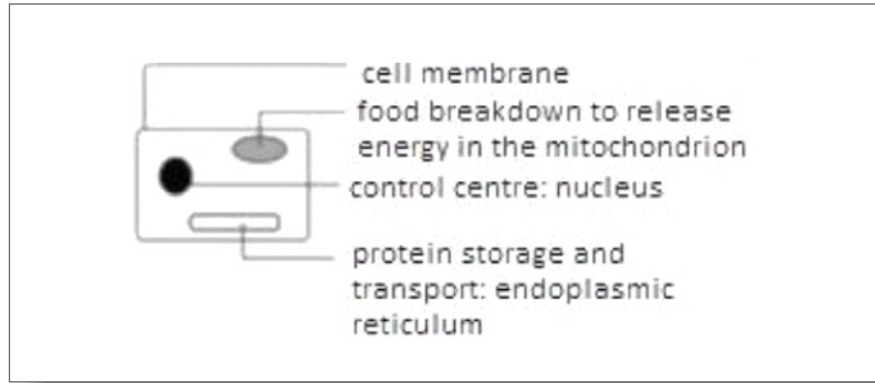 cell membrane
food breakdown to release
energy in the mitochondrion
control centre: nucleus
protein storage and
transport: endoplasmic
reticulum